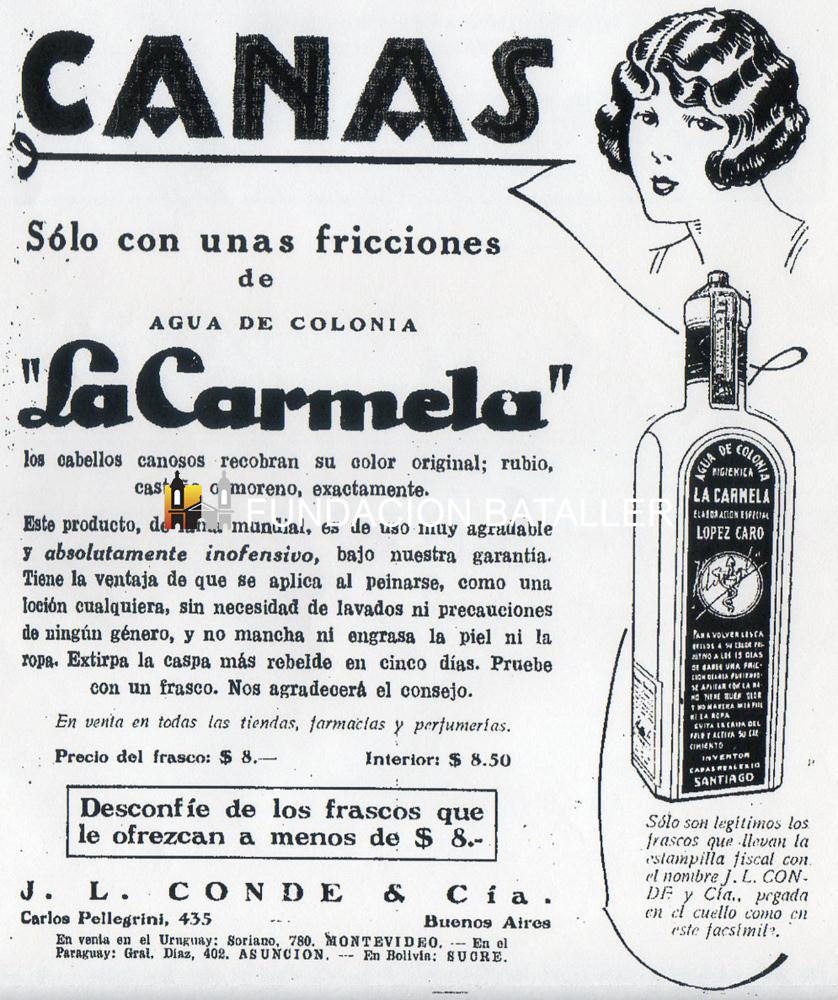 CANAS
Sólo con unas fricciones
de
AGUA DE COLONIA
"La Carmela"
los cabellos canosos recobran su color original; rubio,
moreno, exactamente.
FUNDACION BATALLER
Este producto, de fama mundial, es de uso muy agradable
y absolutamente inofensivo, bajo nuestra garantía.
Tiene la ventaja de que se aplica al peinarse, como una
loción cualquiera, sin necesidad de lavados ni precauciones
de ningún género, y no mancha ni engrasa la piel ni la
ropa. Extirpa la caspa más rebelde en cinco días. Pruebe
con un frasco. Nos agradecerá el consejo.
En venta en todas las tiendas, farmacias y perfumerías.
Precio del frasco: $ 8.— Interior: $ 8.50
Desconfíe de los frascos que
le ofrezcan a menos de $ 8.-
J. L. CONDE & Cía.
Carlos Pellegrini, 435 Buenos Aires
En venta en el Uruguay: Soriano, 780. MONTEVIDEO. — En el
Paraguay: Gral. Díaz, 402. ASUNCION. — En Bolivia: SUCRE.
AGUA DE COLONIA
HIGIENICA
LA CARMELA
ELABORACION ESPECIAL
LOPEZ CARO
PARA VOLVER LOS CA
INVENTOR
SANTIAGO
Sólo son legítimos los
frascos que llevan la
estampilla fiscal con
el nombre J. L. CON-
DE y Cía., pegada
en el cuello como en
este facsímile.